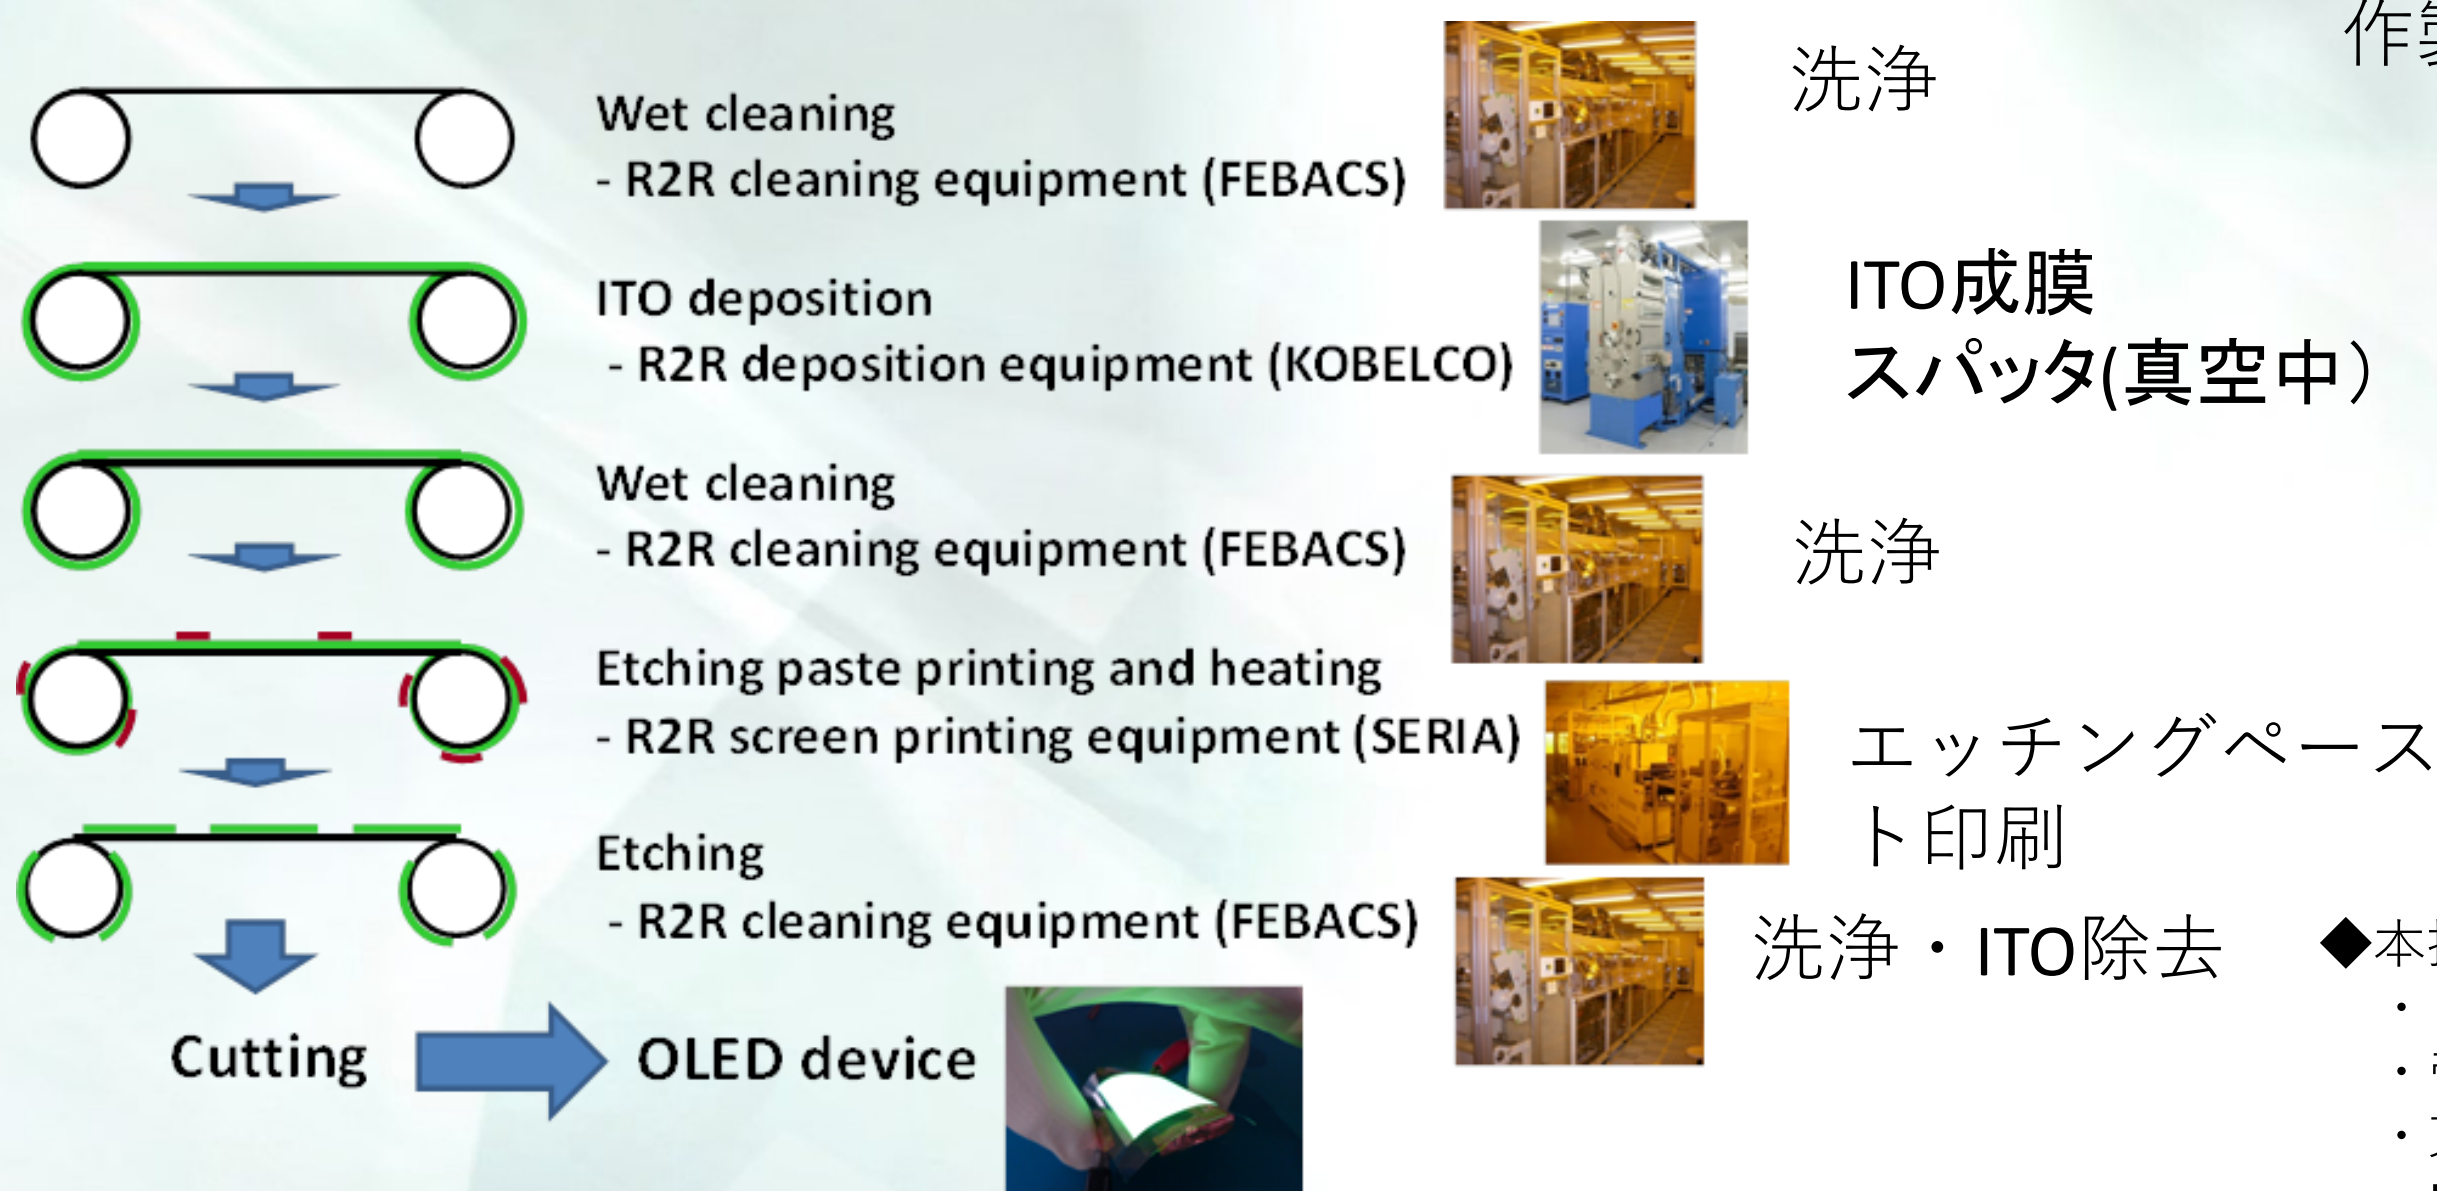 作製
洗浄
Wet cleaning
- R2R cleaning equipment (FEBACS)
ITO deposition
- R2R deposition equipment (KOBELCO)
ITO成膜
スパッタ(真空中）
Wet cleaning
- R2R cleaning equipment (FEBACS)
洗浄
Etching paste printing and heating
- R2R screen printing equipment (SERIA)
エッチングペース
ト印刷
Etching
- R2R cleaning equipment (FEBACS)
洗浄・ITO除去
◆本
Cutting
OLED device